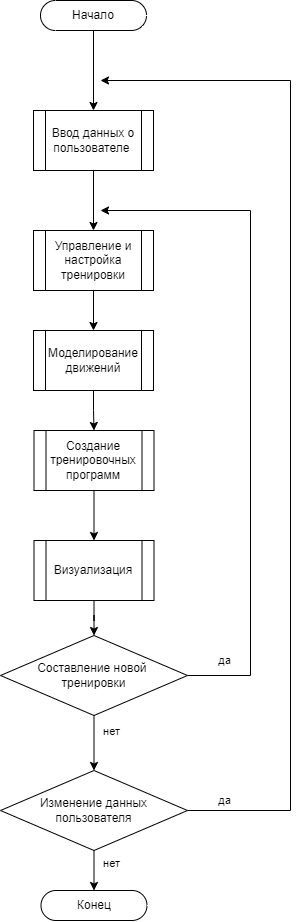 Начало
Ввод данных о
пользователе
Управление и
настройка
тренировки
Моделирование
движений
Создание
тренировочных
программ
Визуализация
Составление новой
тренировки
да
нет
Изменение данных
пользователя
да
нет
Конец